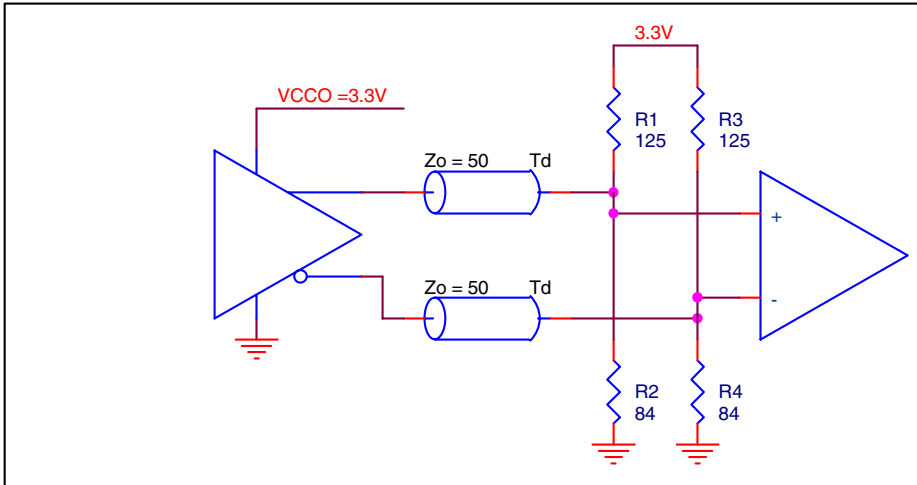 3.3V
VCCO =3.3V
R1
125
R3
125
Zo = 50 Td
+
Zo = 50 Td
-
R2
84
R4
84